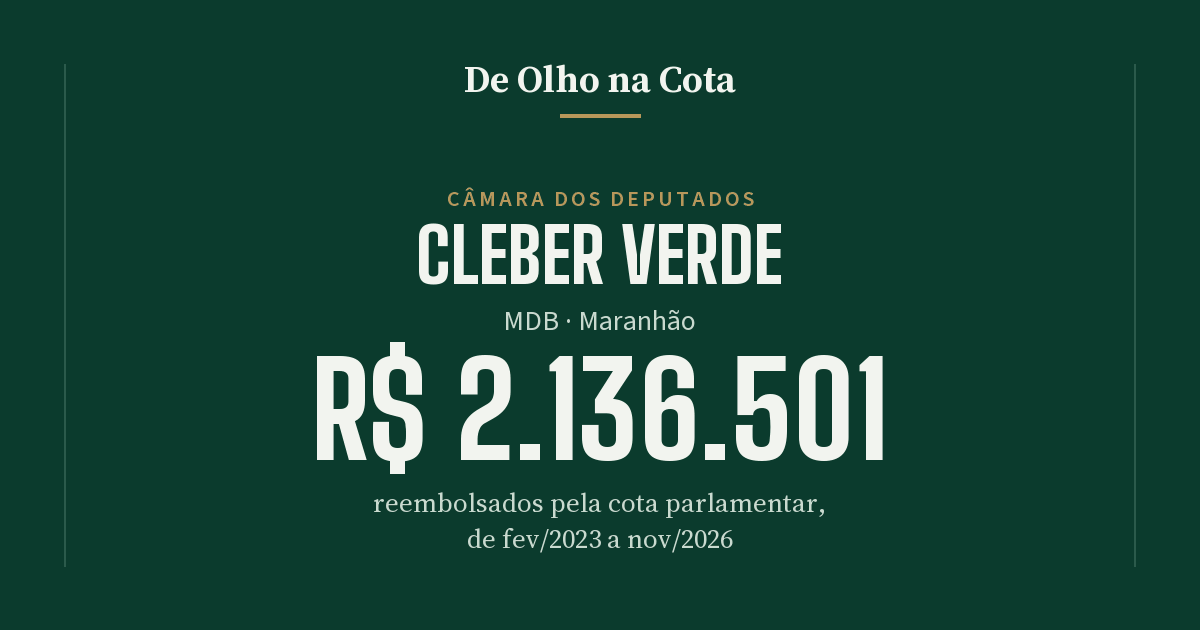 De Olho na Cota
CÂMARA DOS DEPUTADOS
CLEBER VERDE
MDB · Maranhão
R$ 2.136.501
reembolsados pela cota parlamentar,
de fev/2023 a nov/2026